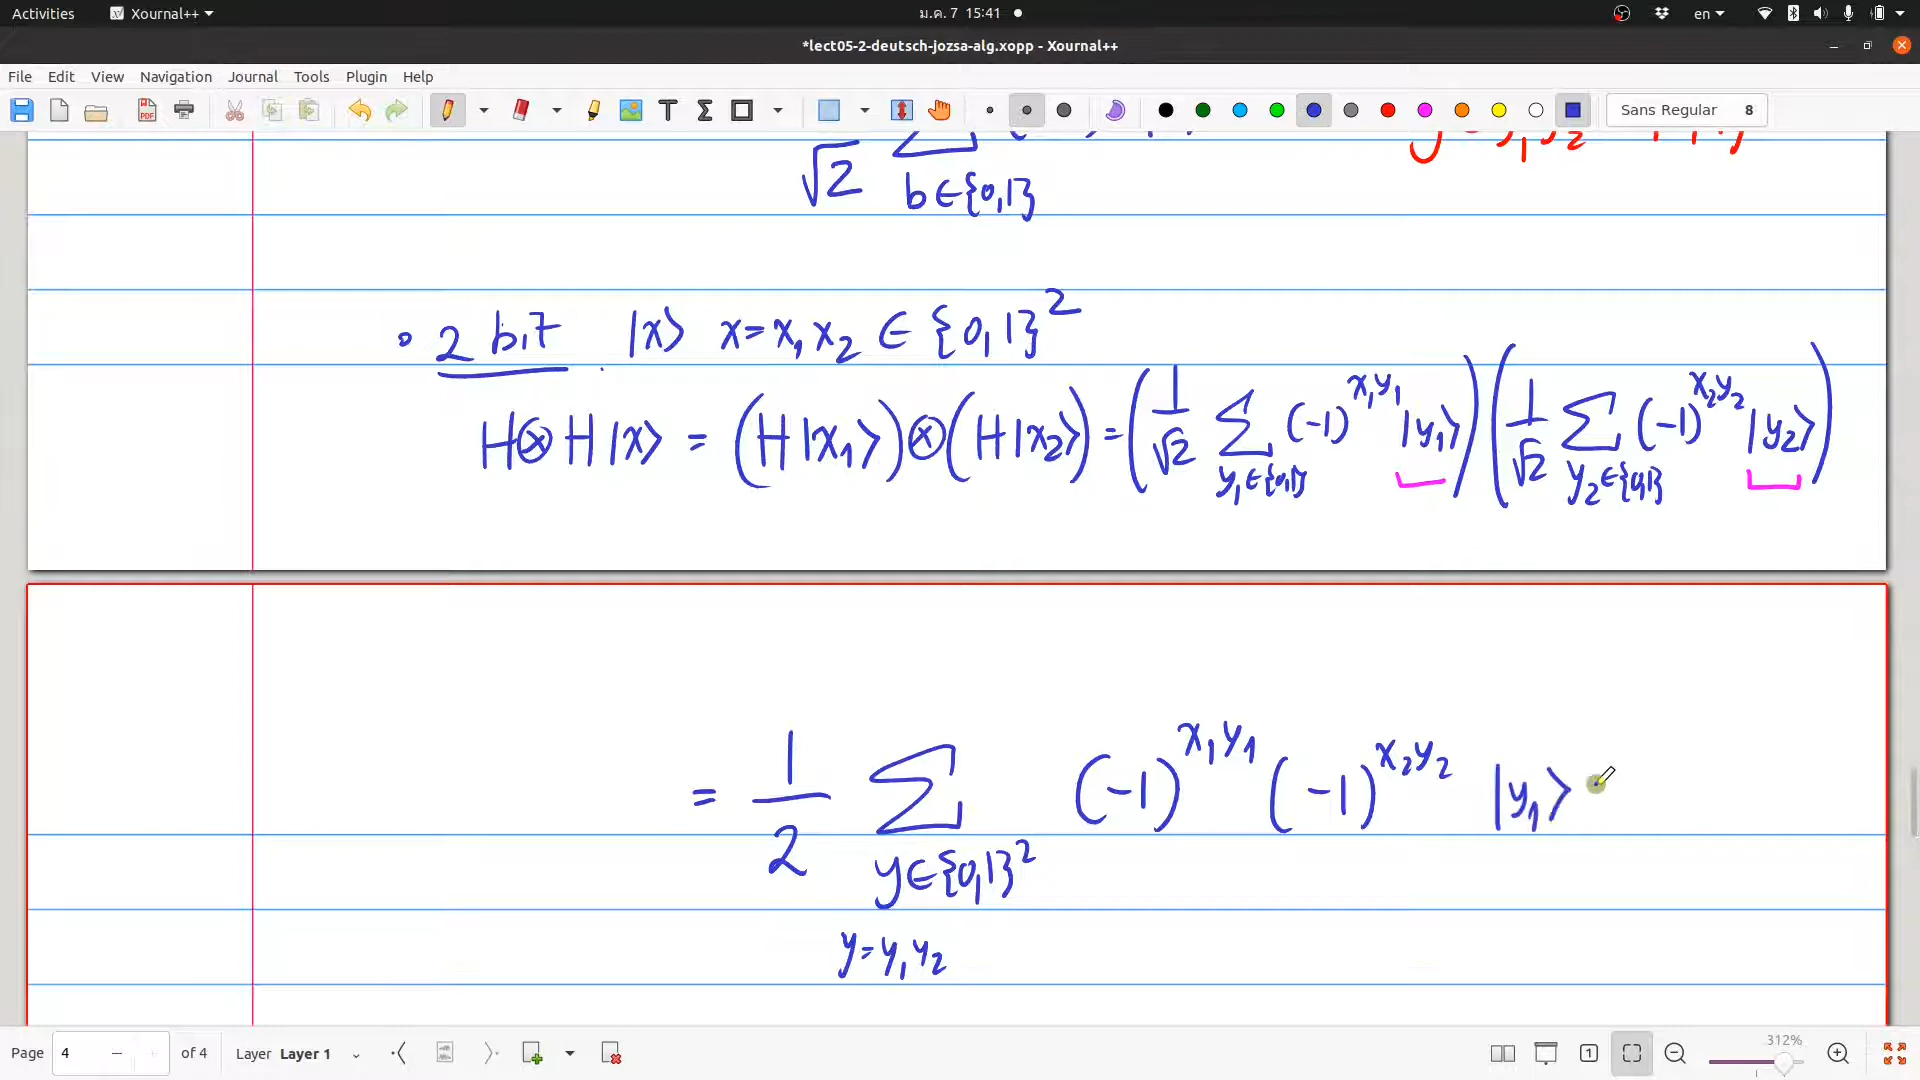 Activities Xournal++ ม.ค. 7 15:41 en
*lect05-2-deutsch-jozsa-alg.xopp - Xournal++
File Edit View Navigation Journal Tools Plugin Help
Sans Regular 8
√2 Σ
b∈{0,1}
∘ 2 bit |x⟩ x=x₁x₂ ∈ {0,1}²
H⊗H|x⟩ = (H|x₁⟩)⊗(H|x₂⟩) = (1/√2 Σ_{y₁∈{0,1}} (-1)^{x₁y₁} |y₁⟩)(1/√2 Σ_{y₂∈{0,1}} (-1)^{x₂y₂} |y₂⟩)
= 1/2 Σ_{y∈{0,1}²} (-1)^{x₁y₁} (-1)^{x₂y₂} |y₁⟩
y=y₁y₂
Page 4 of 4 Layer Layer 1 312%